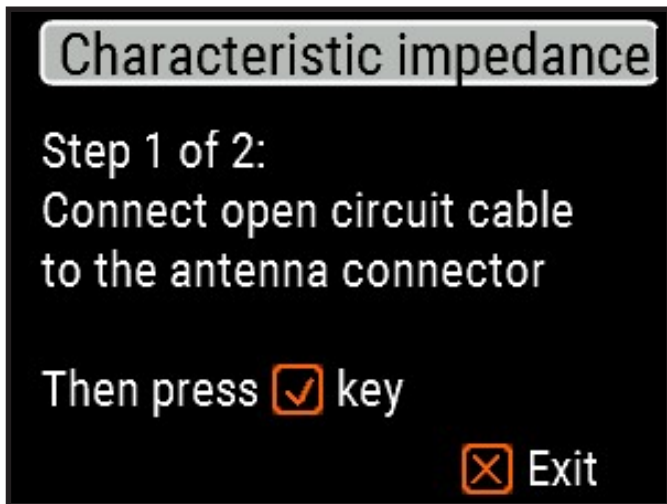 Characteristic impedance
Step 1 of 2:
Connect open circuit cable
to the antenna connector
Then press key
Exit